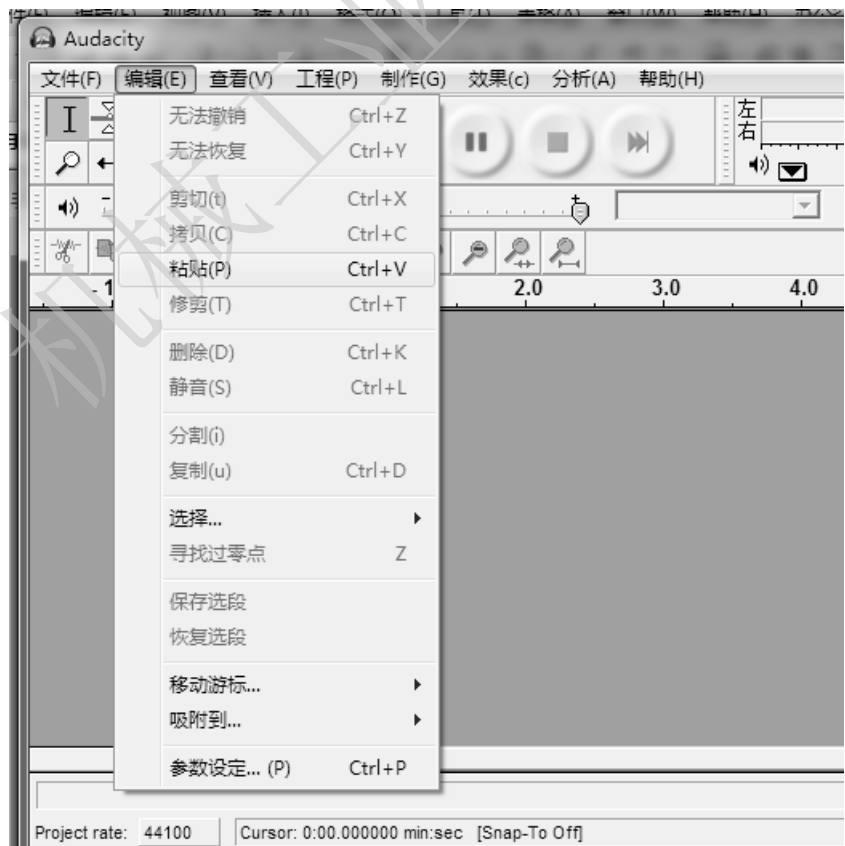 Audacity
文件(F) 编辑(E) 查看(V) 工程(P) 制作(G) 效果(c) 分析(A) 帮助(H)
无法撤销 Ctrl+Z
无法恢复 Ctrl+Y
剪切(t) Ctrl+X
拷贝(C) Ctrl+C
粘贴(P) Ctrl+V
修剪(T) Ctrl+T
删除(D) Ctrl+K
静音(S) Ctrl+L
分割(i)
复制(u) Ctrl+D
选择...
寻找过零点 Z
保存选段
恢复选段
移动游标...
吸附到...
参数设定... (P) Ctrl+P
左
右
- 1 2.0 3.0 4.0
Project rate: 44100 Cursor: 0:00.000000 min:sec [Snap-To Off]
机械工业